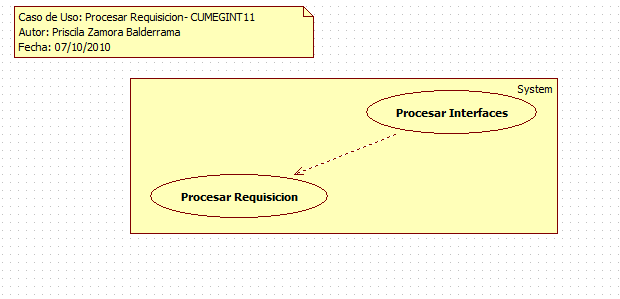 Caso de Uso: Procesar Requisicion- CUMEGINT11
Autor: Priscila Zamora Balderrama
Fecha: 07/10/2010
System
Procesar Interfaces
Procesar Requisicion